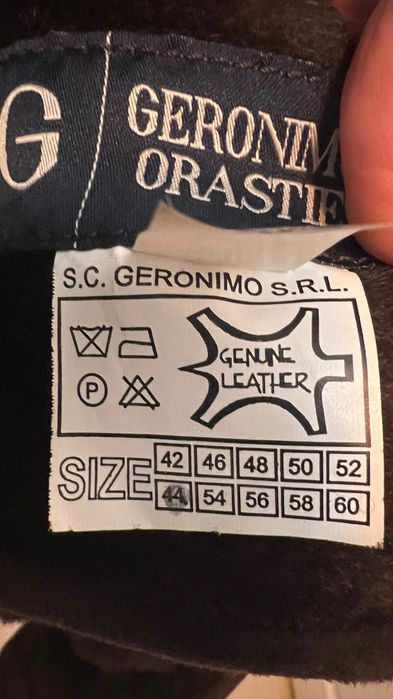 G
GERONIM
ORASTIE
S.C. GERONIMO S.R.L.
P
GENUINE
LEATHER
SIZE
42 46 48 50 52
44 54 56 58 60